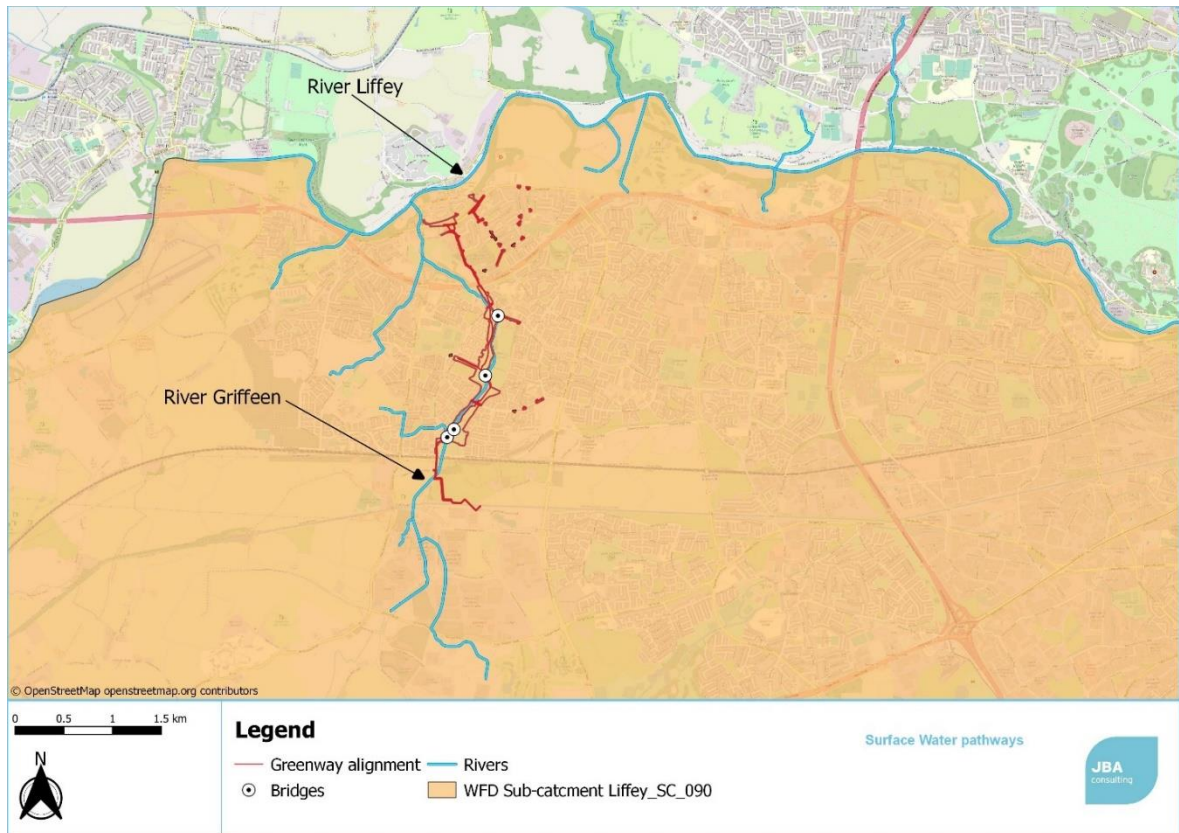 River Liffey
River Griffeen
© OpenStreetMap openstreetmap.org contributors
0 0.5 1 1.5 km
N
Legend
Greenway alignment
Rivers
Bridges
WFD Sub-catcment Liffey_SC_090
Surface Water pathways
JBA
consulting